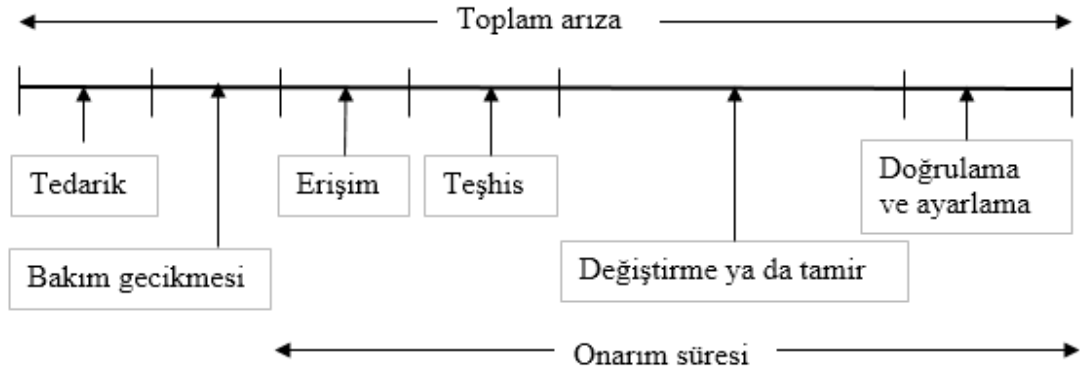 Toplam arıza
Tedarik
Erişim
Teşhis
Doğrulama
ve ayarlama
Bakım gecikmesi
Değiştirme ya da tamir
Onarım süresi